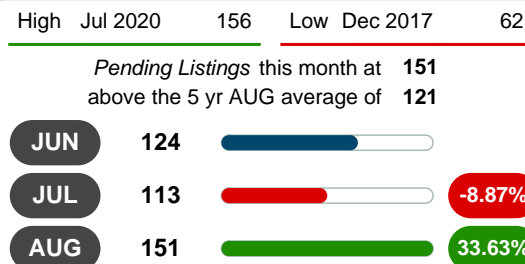 High Jul 2020 156 Low Dec 2017 62
Pending Listings this month at 151
above the 5 yr AUG average of 121
JUN 124
JUL 113 -8.87%
AUG 151 33.63%